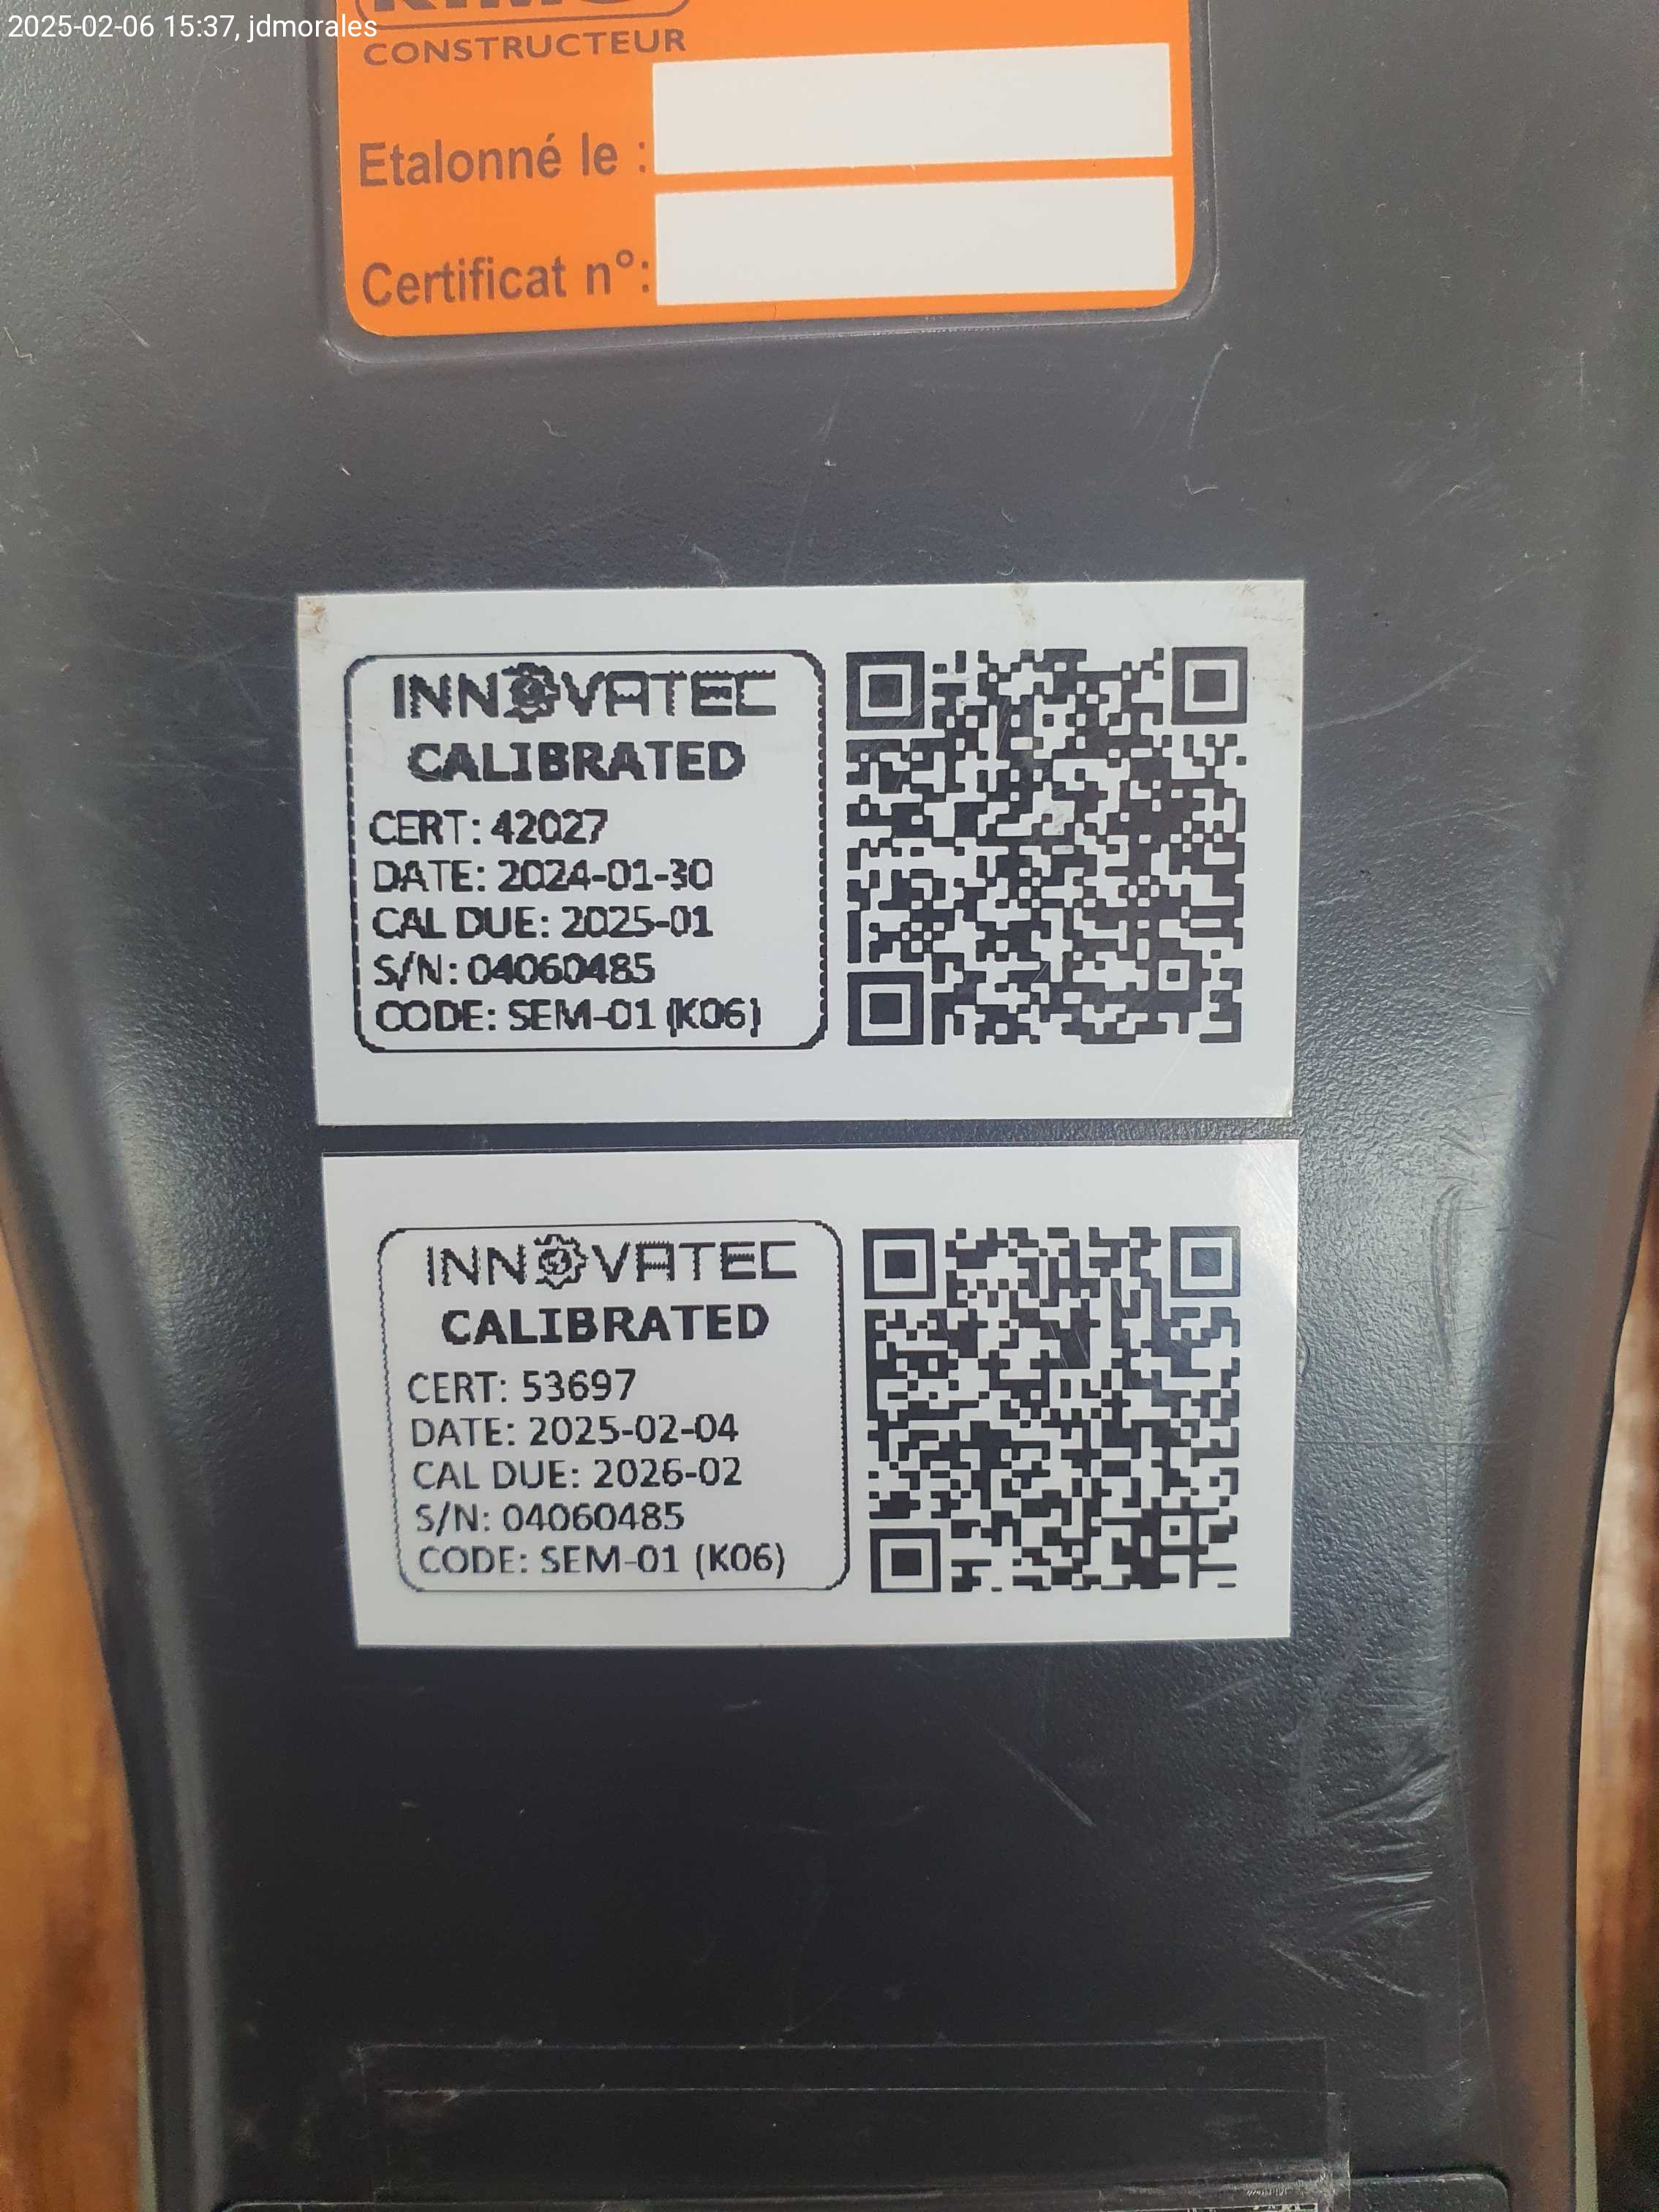 2025-02-06 15:37, jdmorales
CONSTRUCTEUR
Etalonné le :
Certificat n°:
INNOVATEC
CALIBRATED
CERT: 42027
DATE: 2024-01-30
CAL DUE: 2025-01
S/N: 04060485
CODE: SEM-01 (K06)
INNOVATEC
CALIBRATED
CERT: 53697
DATE: 2025-02-04
CAL DUE: 2026-02
S/N: 04060485
CODE: SEM-01 (K06)